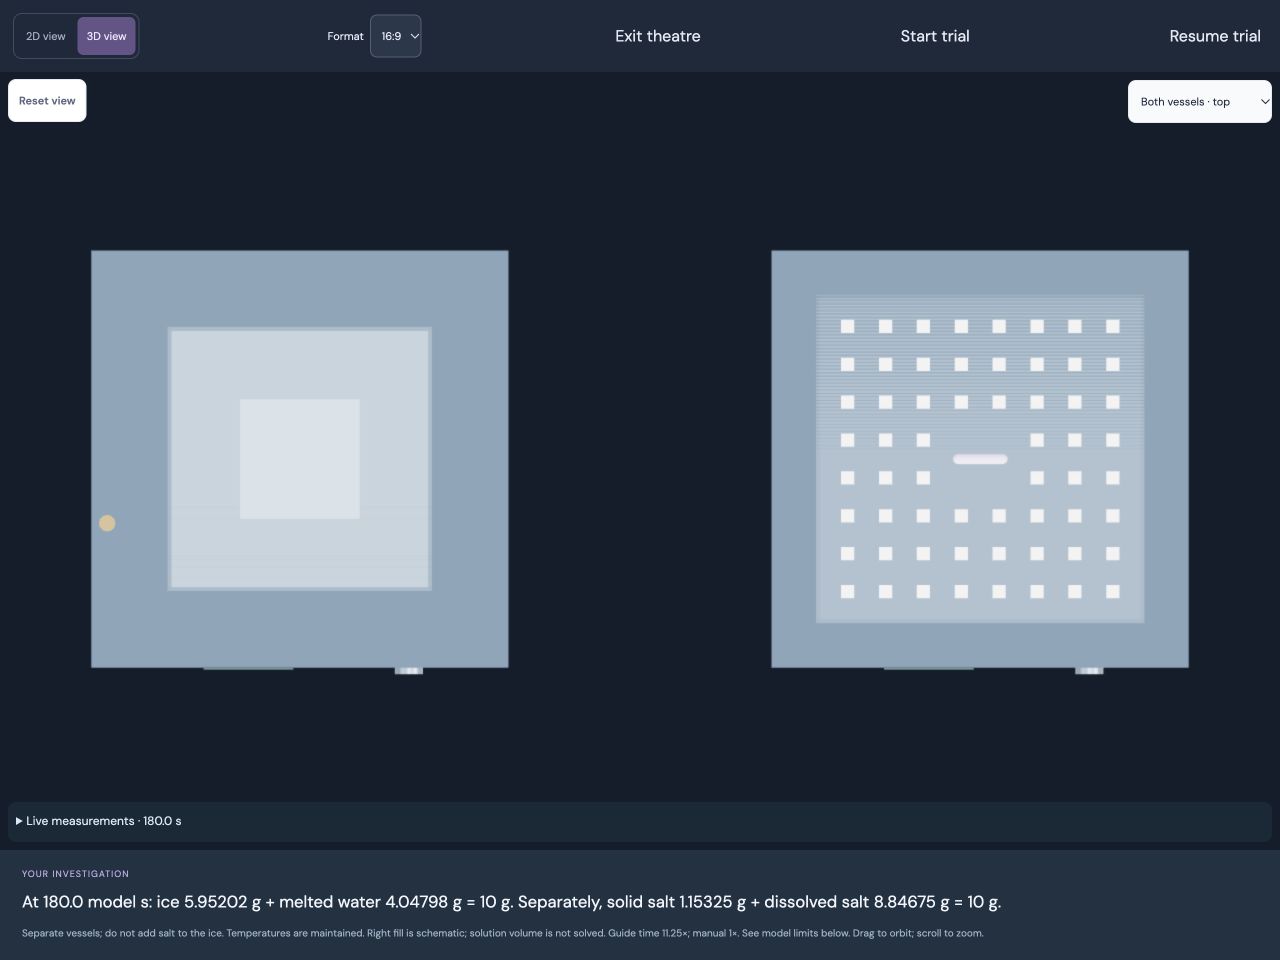 2D view
3D view
Format
16:9
Exit theatre
Start trial
Resume trial
Reset view
Both vessels · top
Live measurements · 180.0 s
YOUR INVESTIGATION
At 180.0 model s: ice 5.95202 g + melted water 4.04798 g = 10 g. Separately, solid salt 1.15325 g + dissolved salt 8.84675 g = 10 g.
Separate vessels; do not add salt to the ice. Temperatures are maintained. Right fill is schematic; solution volume is not solved. Guide time 11.25×; manual 1×. See model limits below. Drag to orbit; scroll to zoom.